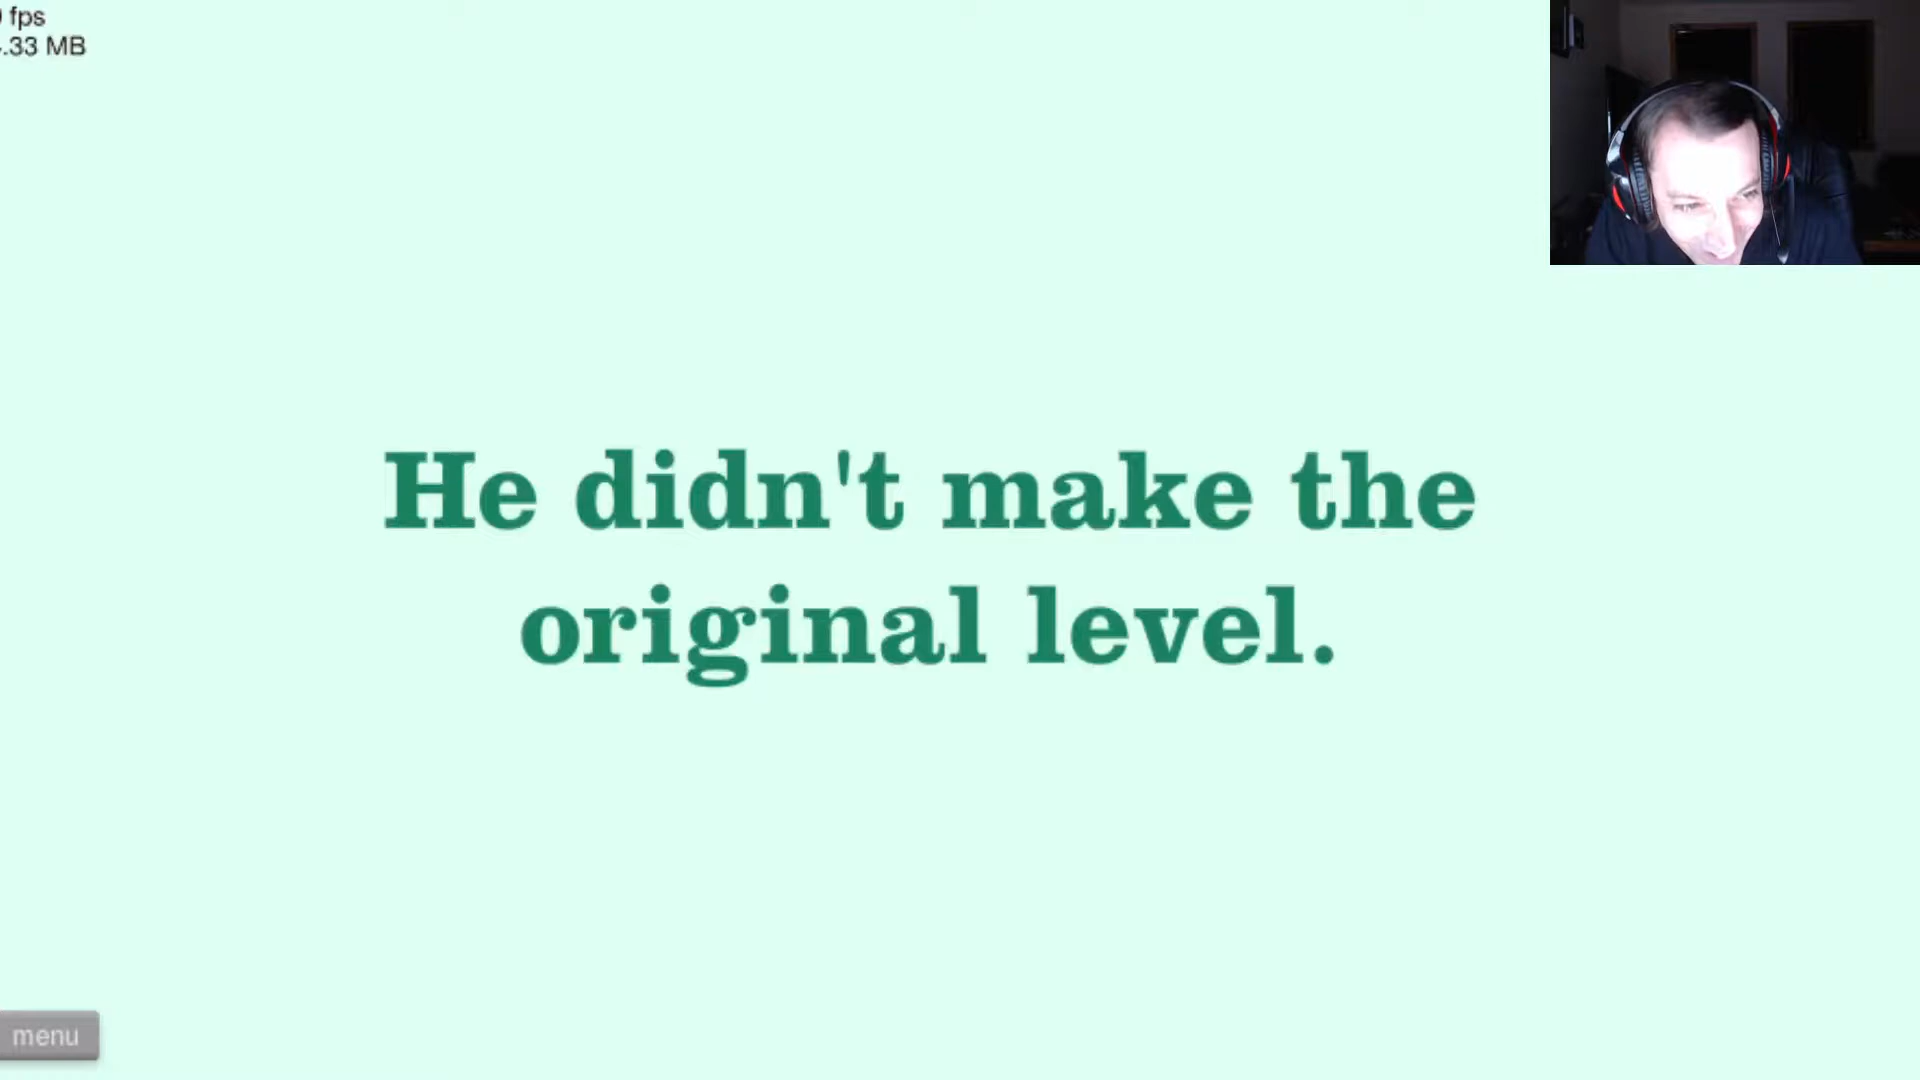 fps
.33 MB
He didn't make the
original level.
menu